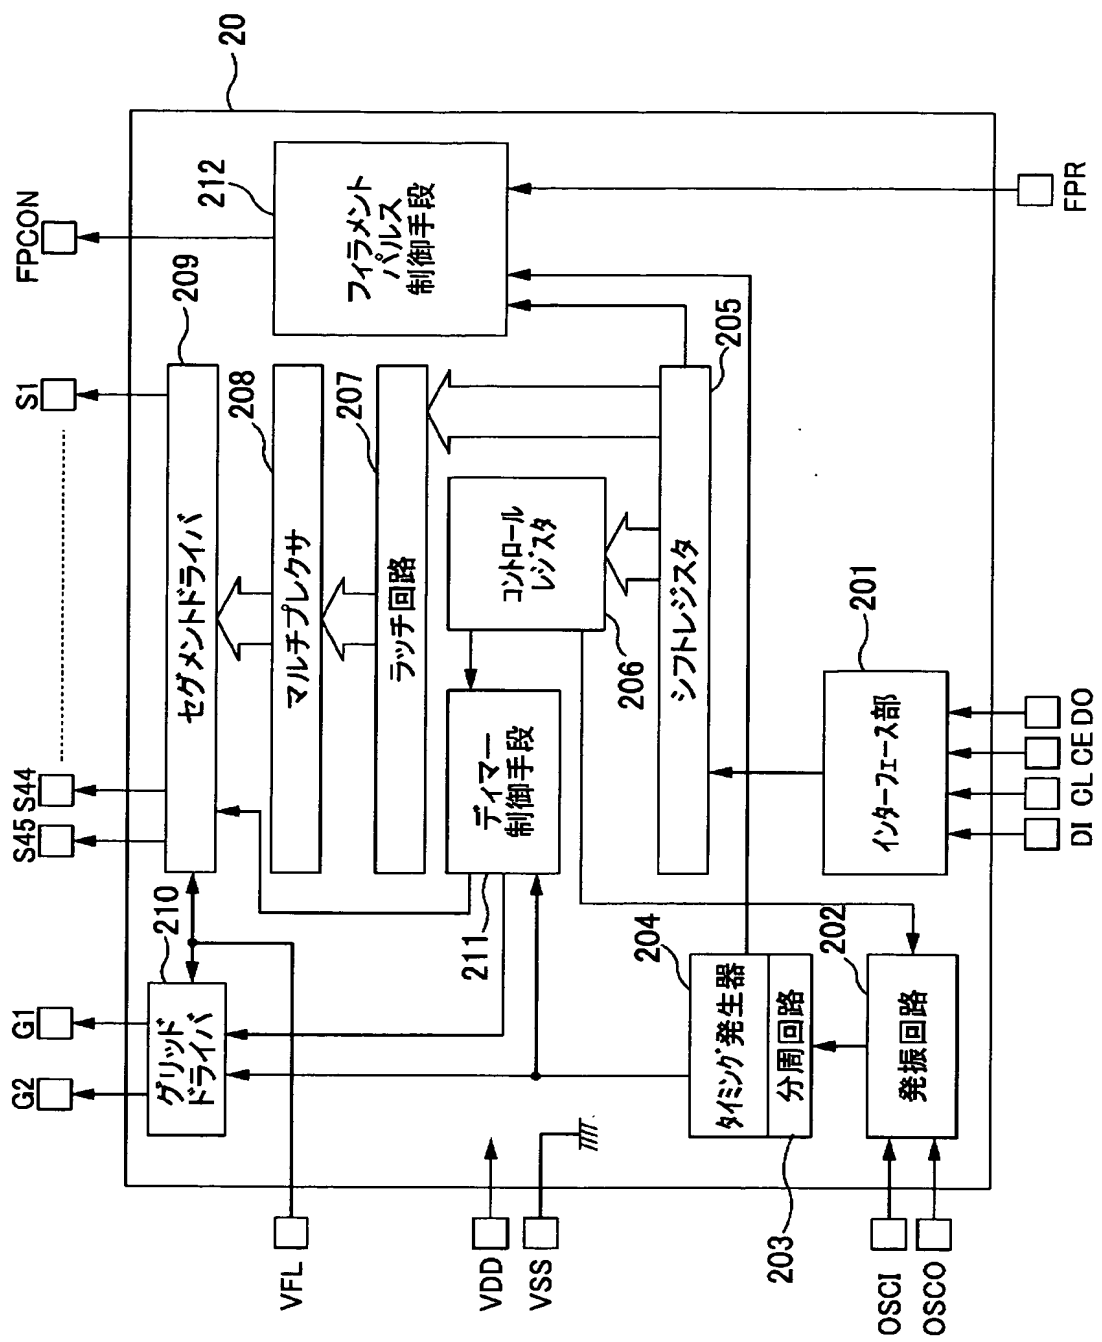 20
FPCON
S1
S44
S45
G1
G2
212
フィラメント
パルス
制御手段
209
セグメントドライバ
208
マルチプレクサ
207
ラッチ回路
210
グリッド
ドライバ
コントロール
レジスタ
206
ディマー
制御手段
211
205
シフトレジスタ
204
タイミング発生器
分周回路
203
202
発振回路
201
インターフェース部
VFL
VDD
VSS
OSCI
OSCO
DI
CL
CE
DO
FPR